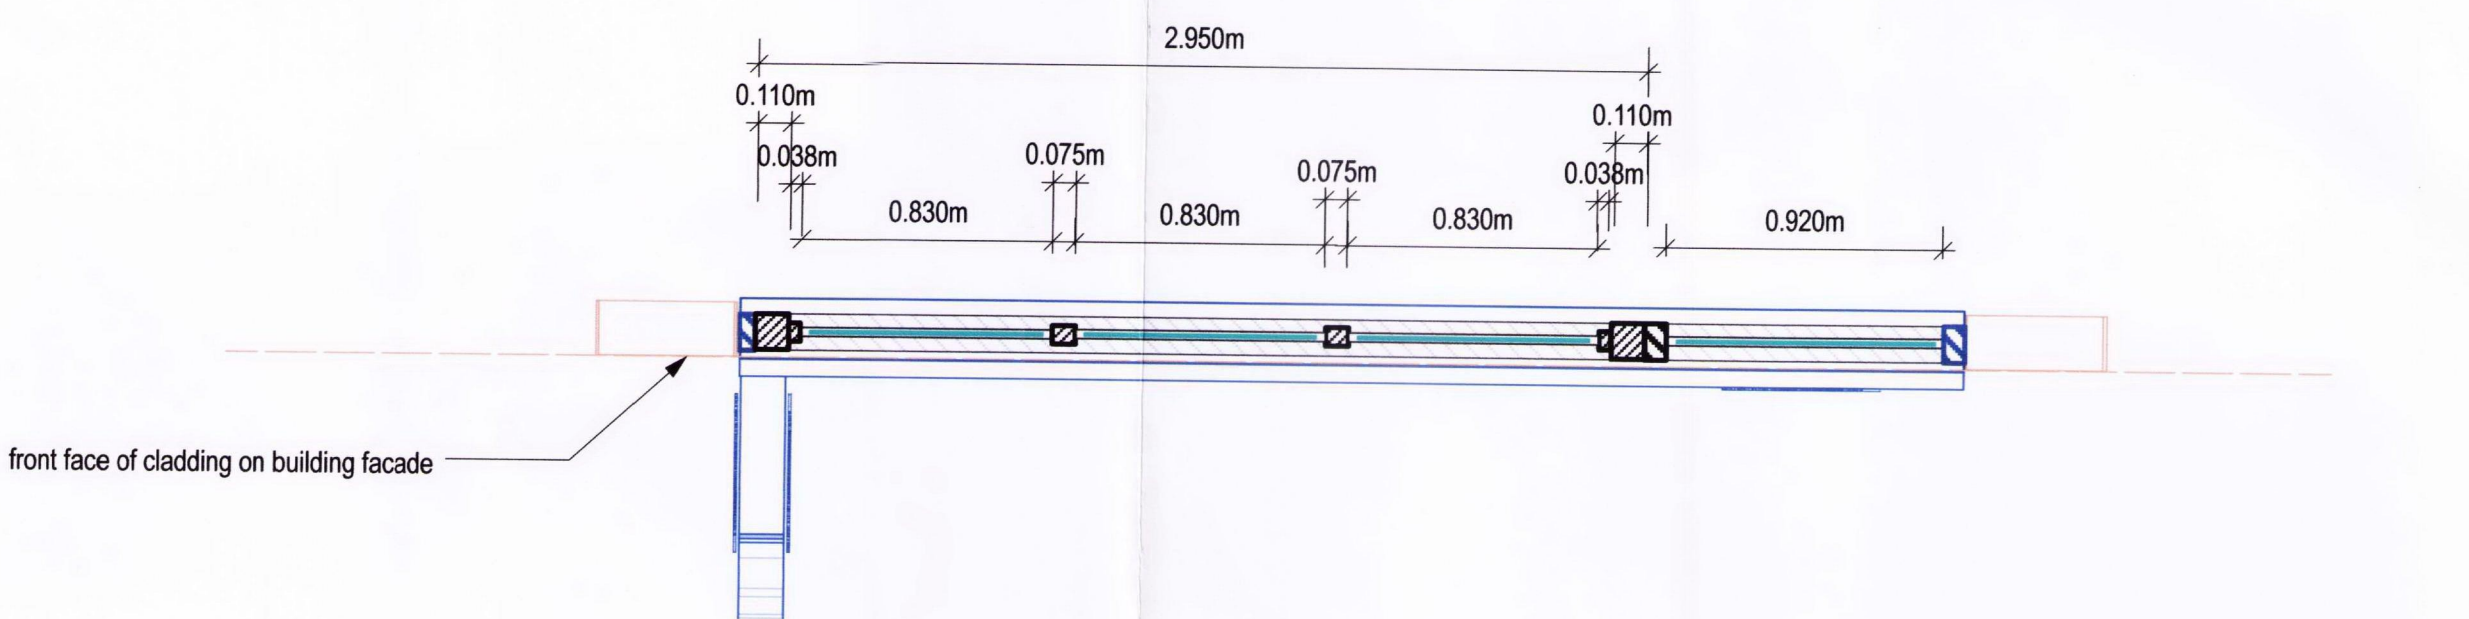 2.950m
0.110m
0.110m
0.038m
0.075m
0.075m
0.038m
0.830m
0.830m
0.830m
0.920m
front face of cladding on building facade